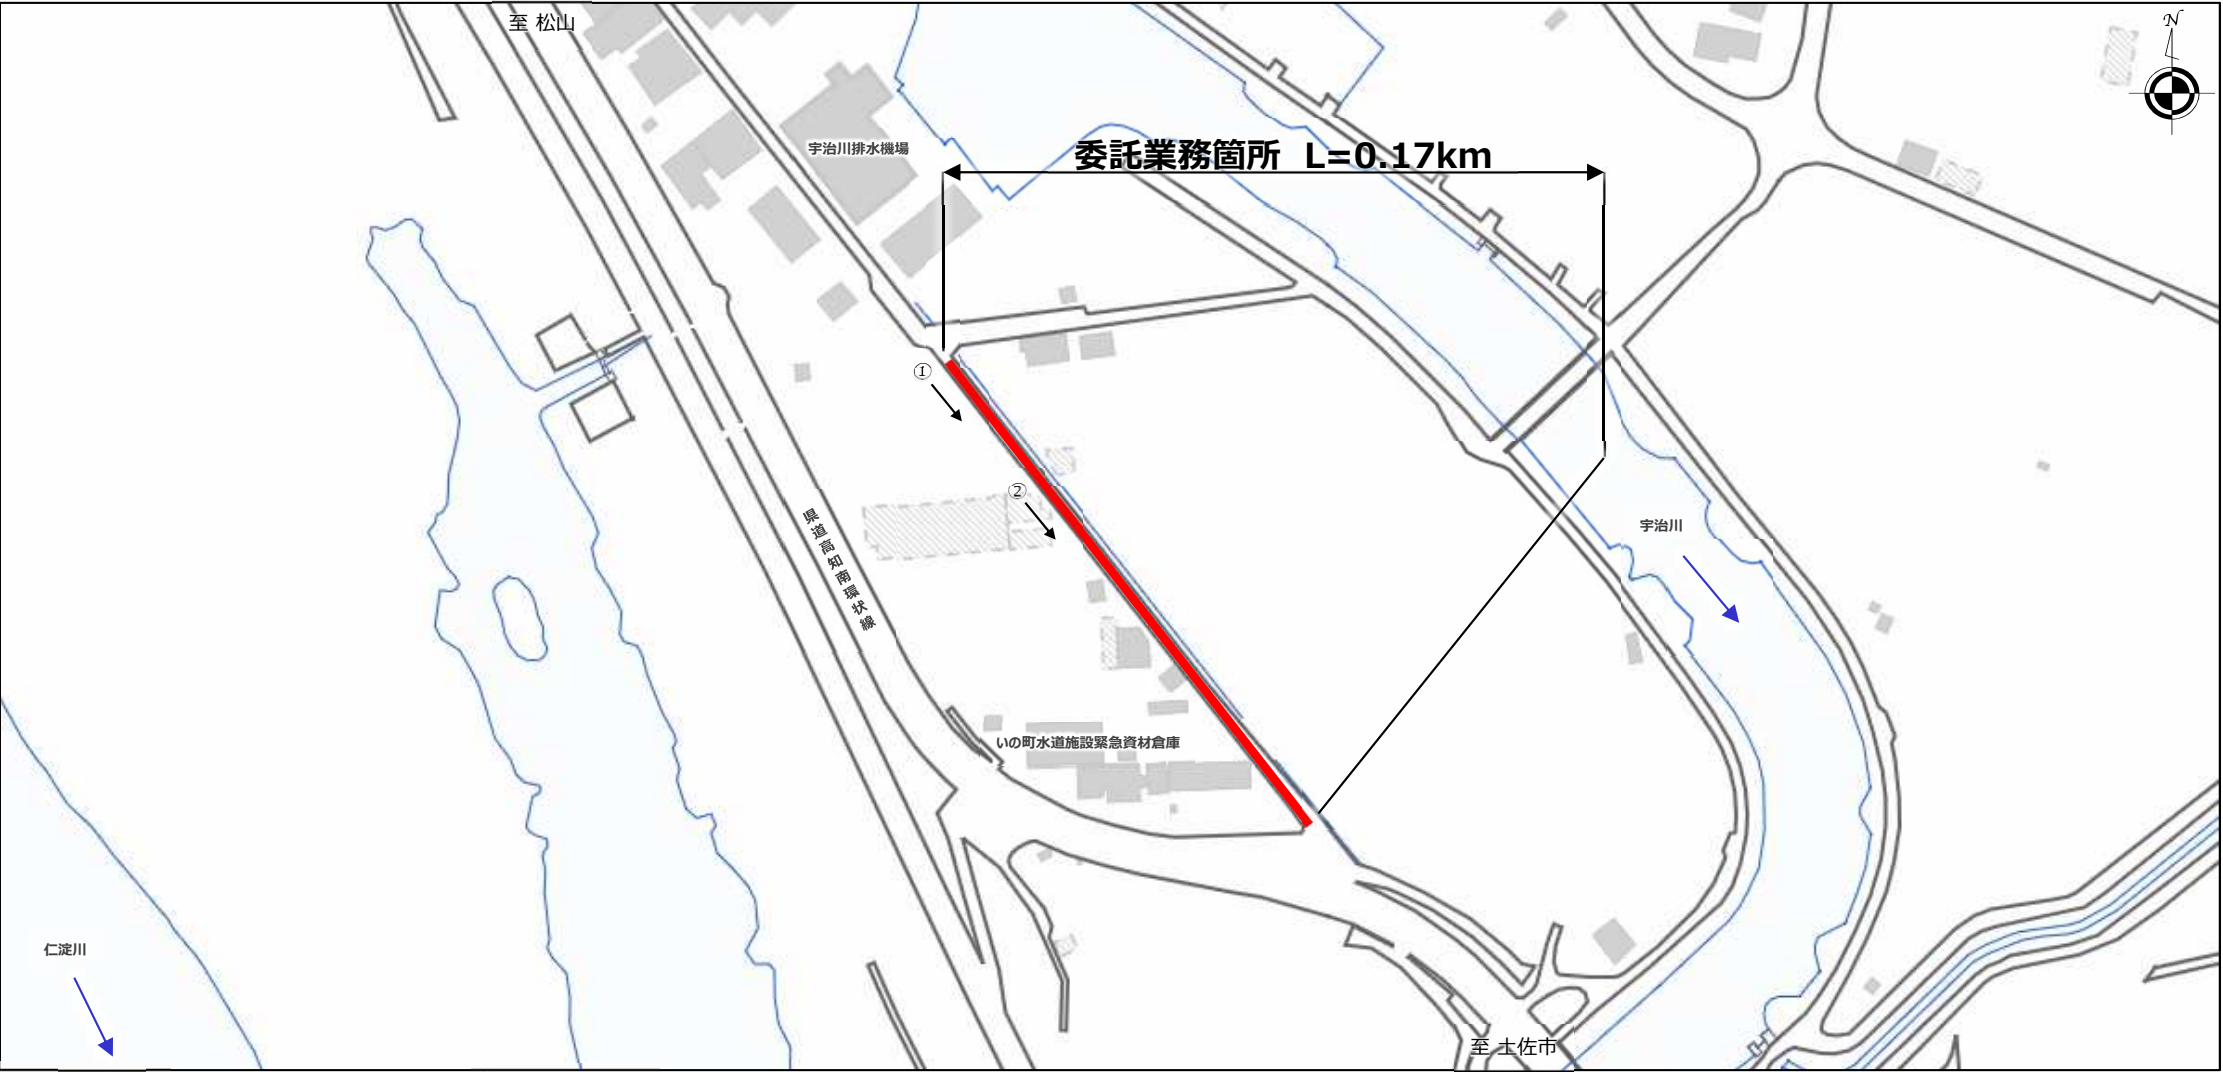 至 松山
N
宇治川排水機場
委託業務箇所 L=0.17km
①
②
県道高知南環状線
宇治川
いの町水道施設緊急資材倉庫
仁淀川
至 土佐市